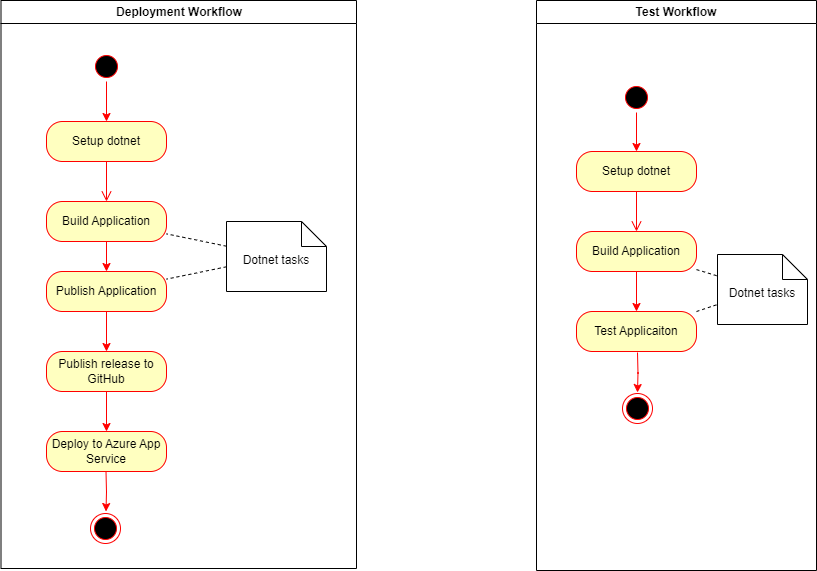 Deployment Workflow
Setup dotnet
Build Application
Dotnet tasks
Publish Application
Publish release to
GitHub
Deploy to Azure App
Service
Test Workflow
Setup dotnet
Build Application
Dotnet tasks
Test Applicaiton